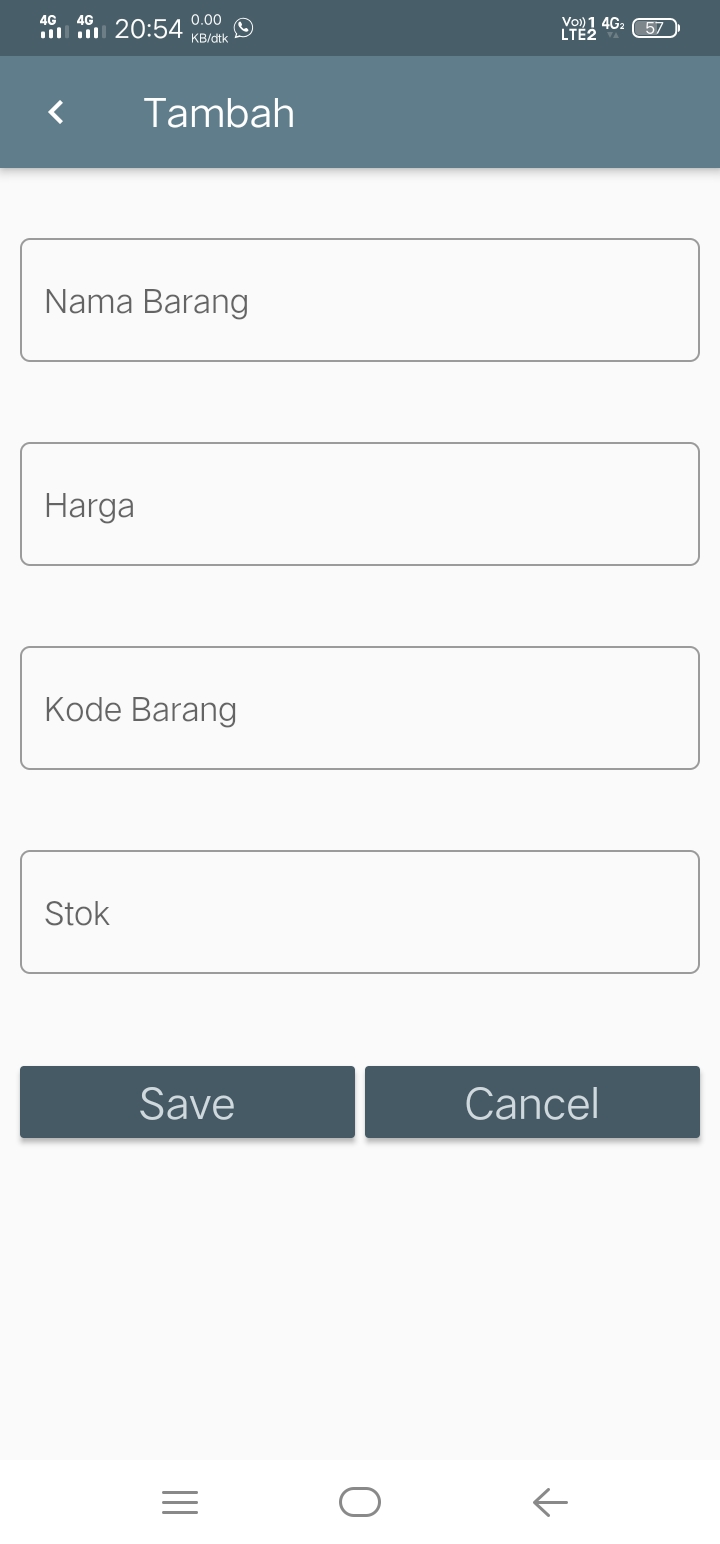 4G 4G 20:54 0.00 KB/dtk Vo)) 1 LTE2 4G2 57
Tambah
Nama Barang
Harga
Kode Barang
Stok
Save Cancel